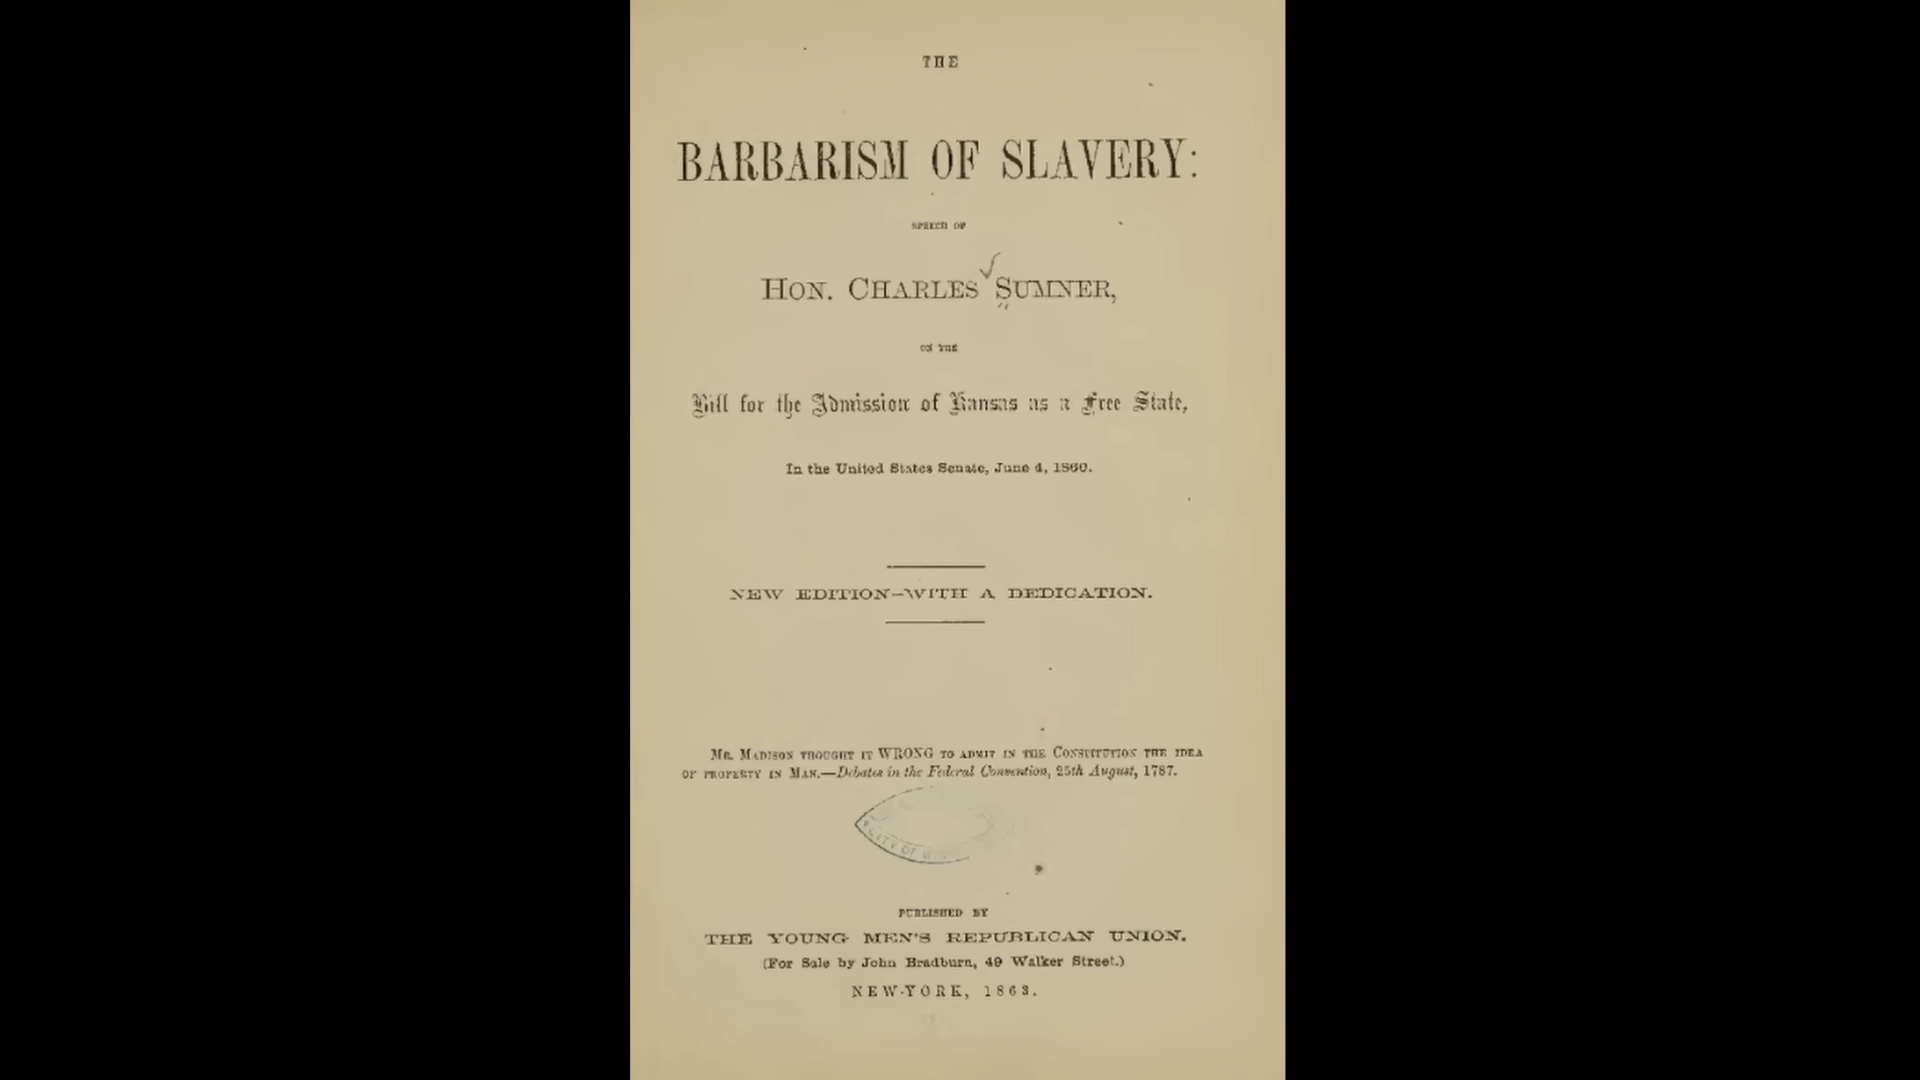 THE
BARBARISM OF SLAVERY:
SPEECH OF
HON. CHARLES SUMNER,
ON THE
Bill for the Admission of Kansas as a Free State,
In the United States Senate, June 4, 1860.
NEW EDITION—WITH A DEDICATION.
MR. MADISON THOUGHT IT WRONG TO ADMIT IN THE CONSTITUTION THE IDEA
OF PROPERTY IN MAN.—Debates in the Federal Convention, 25th August, 1787.
CITY OF
PUBLISHED BY
THE YOUNG MEN'S REPUBLICAN UNION.
(For Sale by John Bradburn, 49 Walker Street.)
NEW-YORK, 1863.